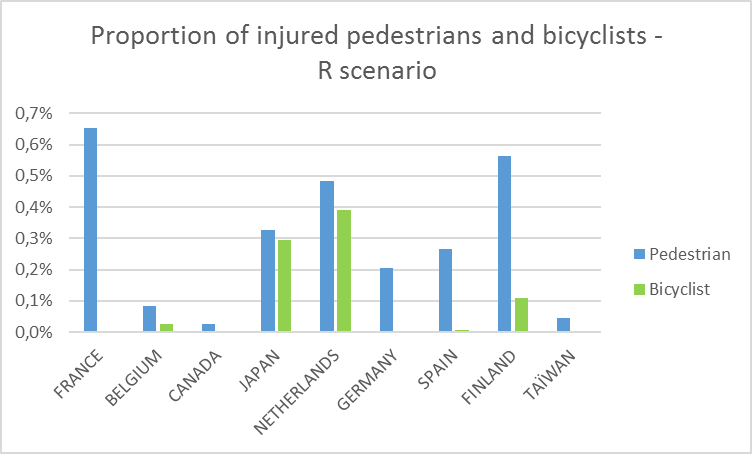 Proportion of injured pedestrians and bicyclists -
R scenario
0,7%
0,6%
0,5%
0,4%
0,3%
0,2%
0,1%
0,0%
FRANCE
BELGIUM
CANADA
JAPAN
NETHERLANDS
GERMANY
SPAIN
FINLAND
TAÏWAN
Pedestrian
Bicyclist